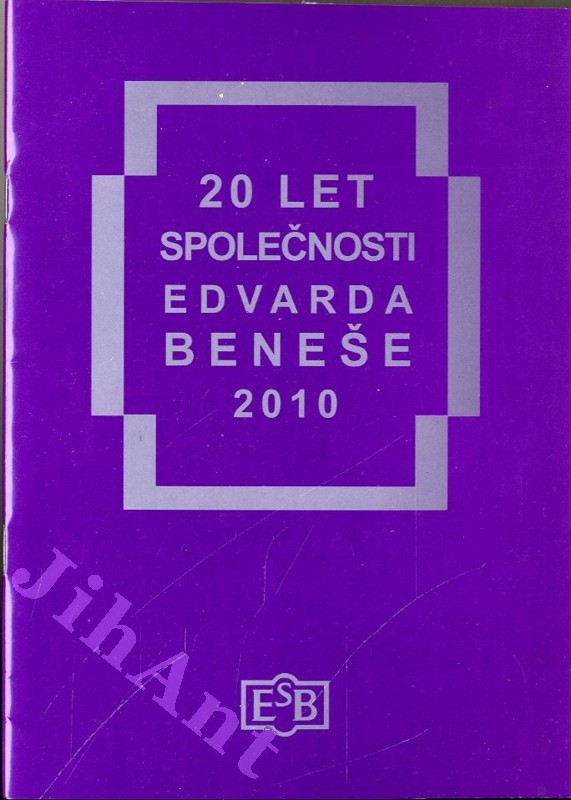 20 LET
SPOLEČNOSTI
EDVARDA
BENEŠE
2010
JihAnt
ESB